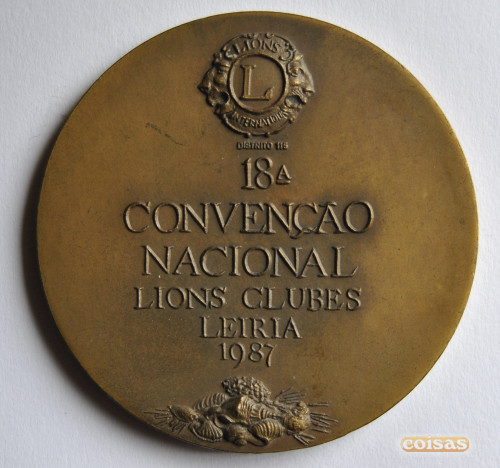 LIONS
L
INTERNATIONAL
DISTRITO 115
18ª
CONVENÇÃO
NACIONAL
LIONS CLUBES
LEIRIA
1987
coisas